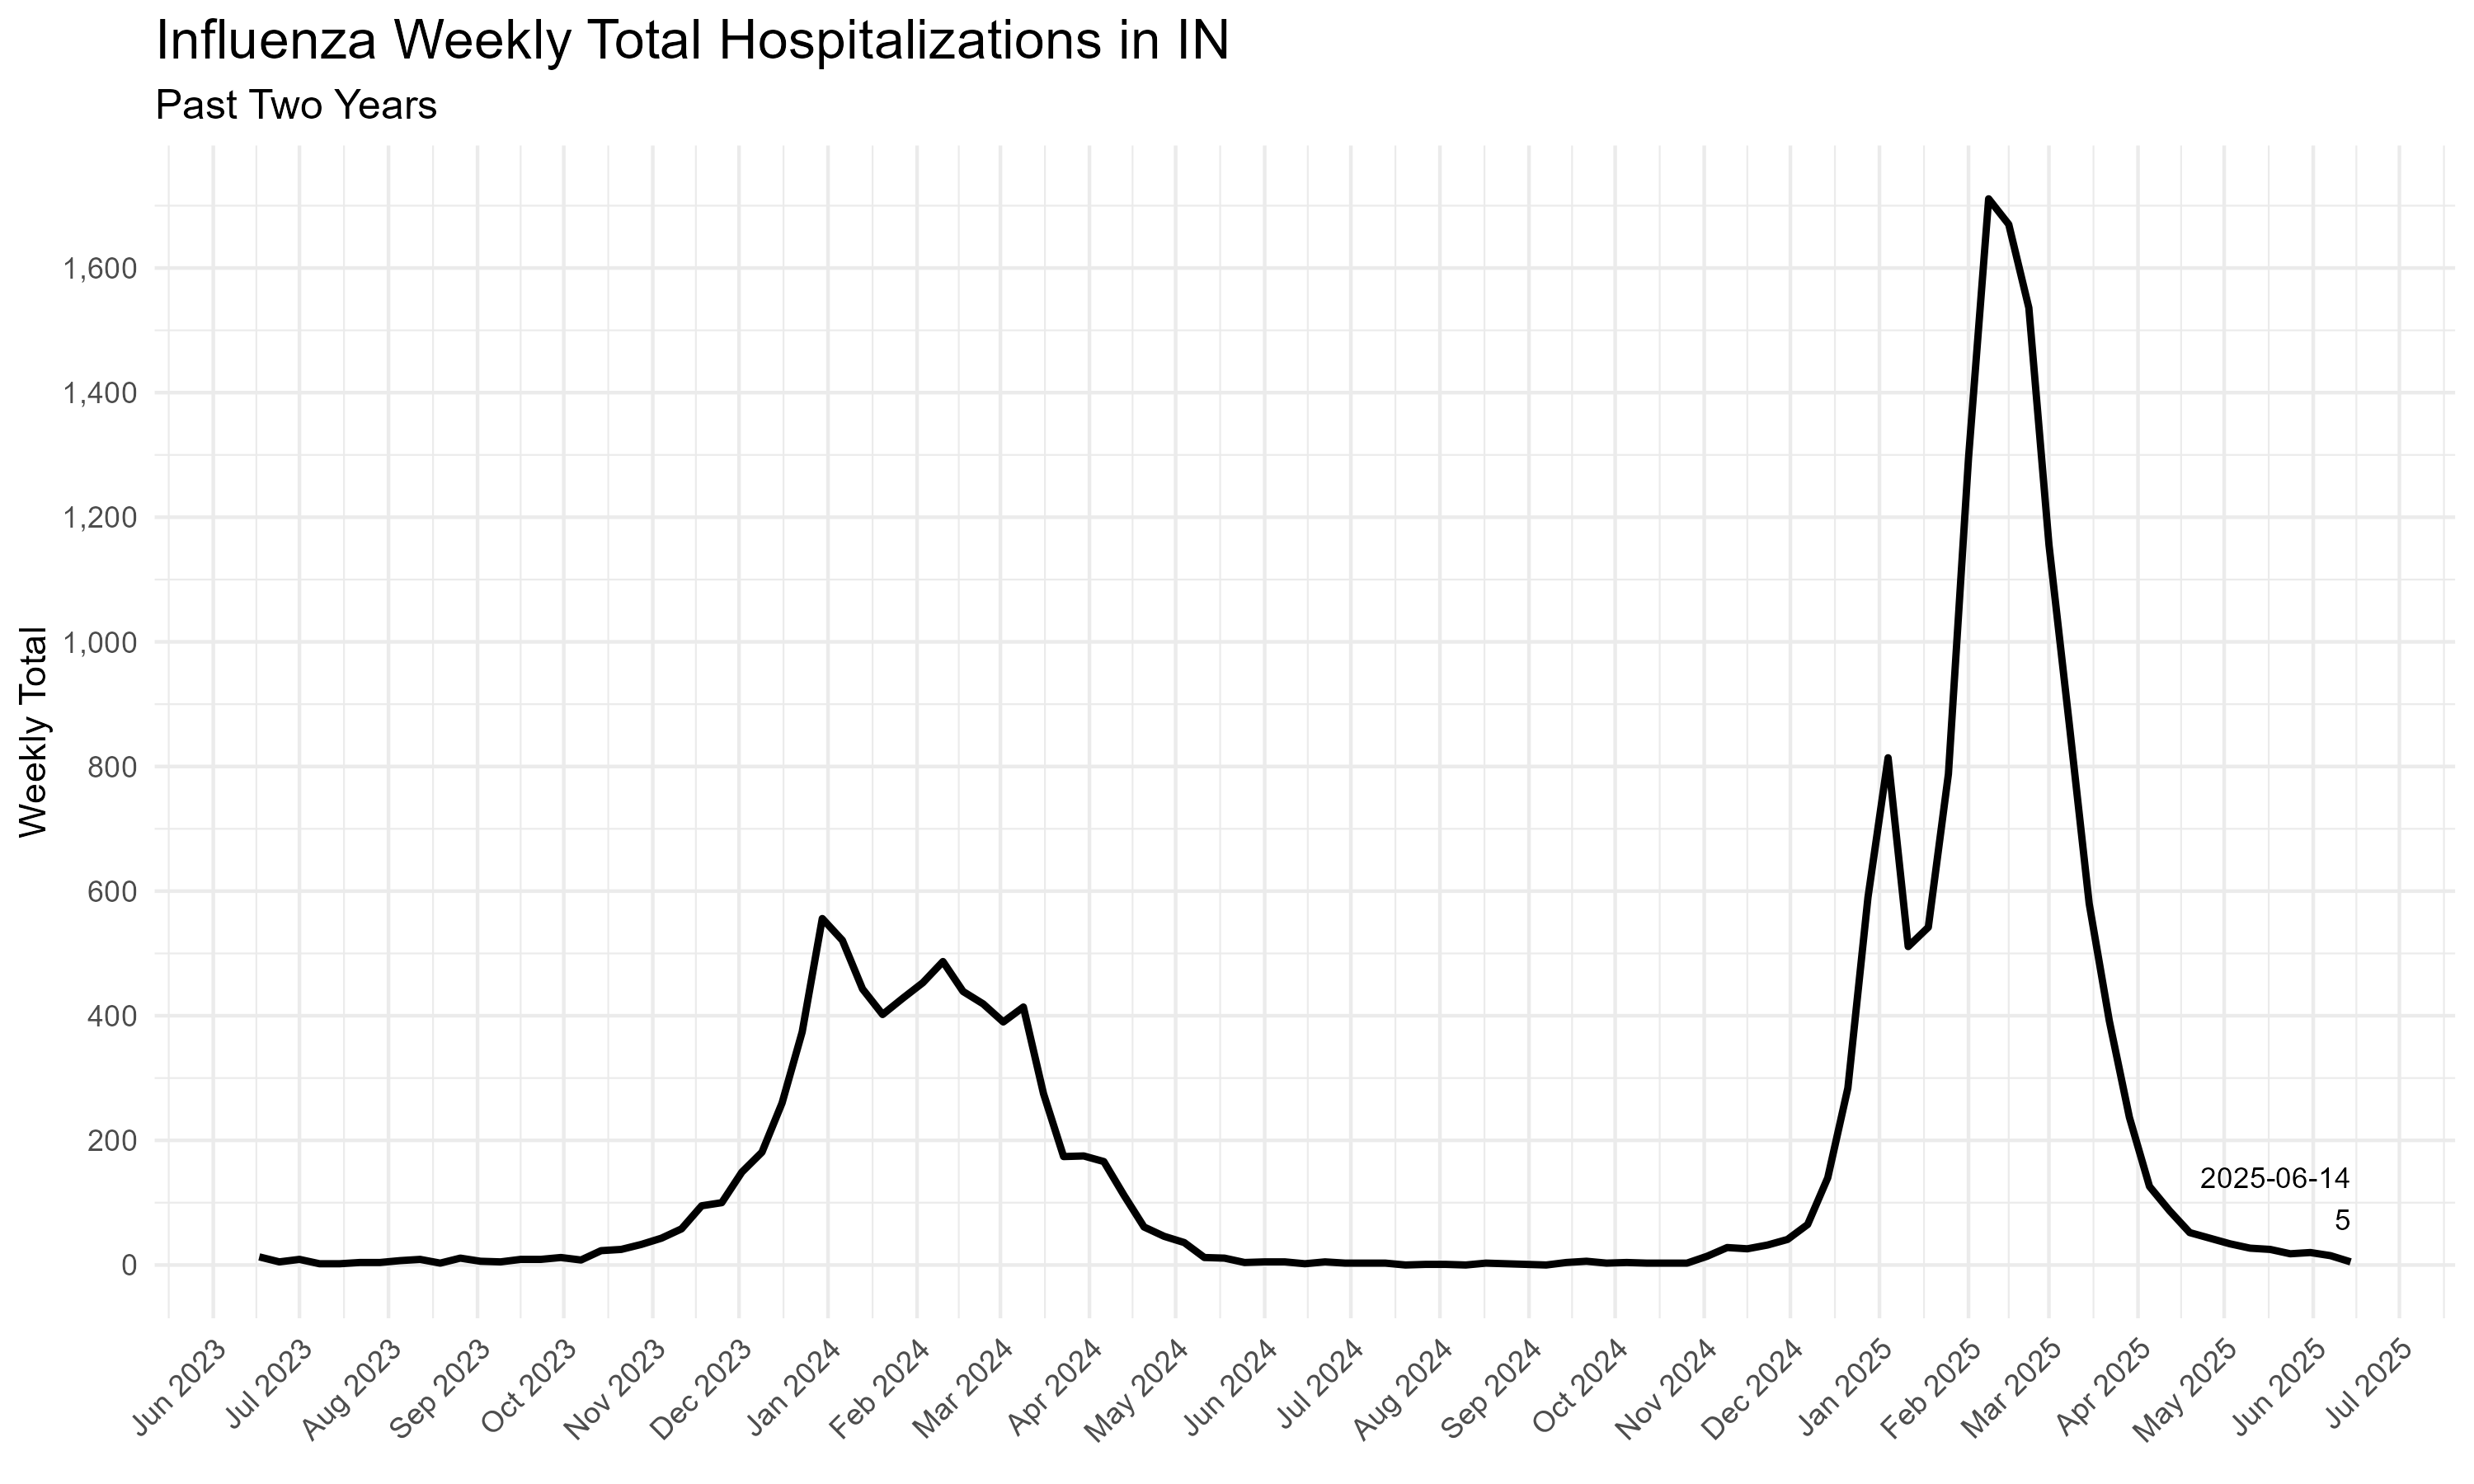 Influenza Weekly Total Hospitalizations in IN
Past Two Years
Weekly Total
1,600
1,400
1,200
1,000
800
600
400
200
0
2025-06-14
5
Jun 2023
Jul 2023
Aug 2023
Sep 2023
Oct 2023
Nov 2023
Dec 2023
Jan 2024
Feb 2024
Mar 2024
Apr 2024
May 2024
Jun 2024
Jul 2024
Aug 2024
Sep 2024
Oct 2024
Nov 2024
Dec 2024
Jan 2025
Feb 2025
Mar 2025
Apr 2025
May 2025
Jun 2025
Jul 2025